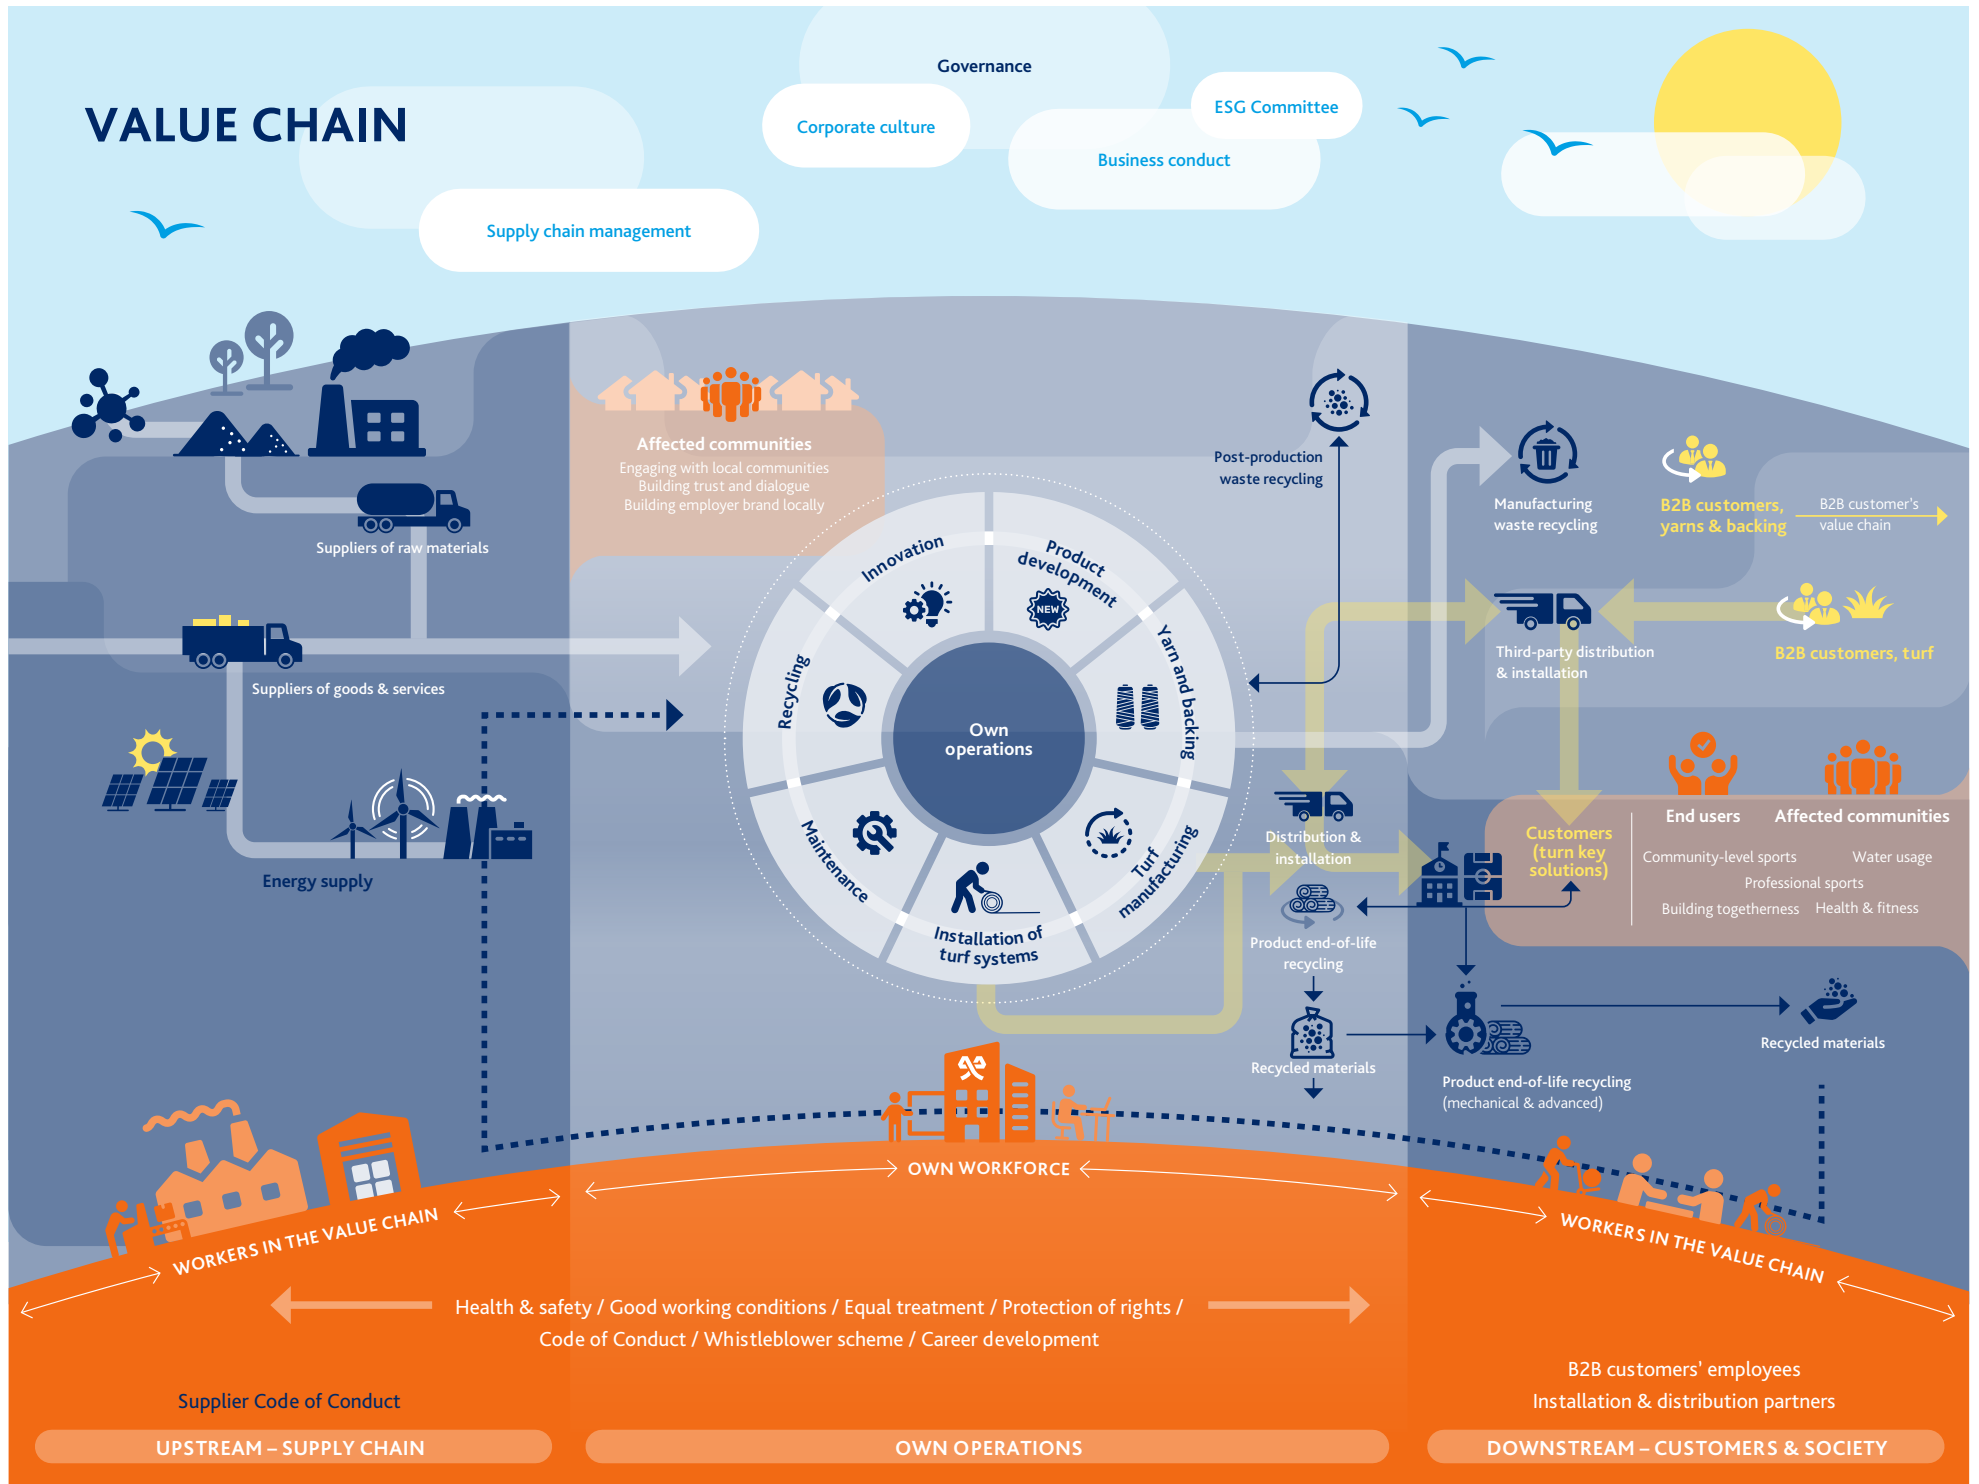 VALUE CHAIN
Governance
Corporate culture
ESG Committee
Business conduct
Supply chain management
Suppliers of raw materials
Suppliers of goods & services
Energy supply
Affected communities
Engaging with local communities
Building trust and dialogue
Building employer brand locally
Own
operations
Innovation
Product
development
NEW
Yarn and backing
Turf
manufacturing
Installation of
turf systems
Maintenance
Recycling
Post-production
waste recycling
Manufacturing
waste recycling
B2B customers,
yarns & backing
B2B customer's
value chain
Third-party distribution
& installation
B2B customers, turf
Distribution &
installation
Customers
(turn key
solutions)
End users
Affected communities
Community-level sports
Water usage
Professional sports
Building togetherness
Health & fitness
Product end-of-life
recycling
Recycled materials
Product end-of-life recycling
(mechanical & advanced)
Recycled materials
WORKERS IN THE VALUE CHAIN
OWN WORKFORCE
WORKERS IN THE VALUE CHAIN
Health & safety / Good working conditions / Equal treatment / Protection of rights /
Code of Conduct / Whistleblower scheme / Career development
Supplier Code of Conduct
B2B customers’ employees
Installation & distribution partners
UPSTREAM – SUPPLY CHAIN
OWN OPERATIONS
DOWNSTREAM – CUSTOMERS & SOCIETY